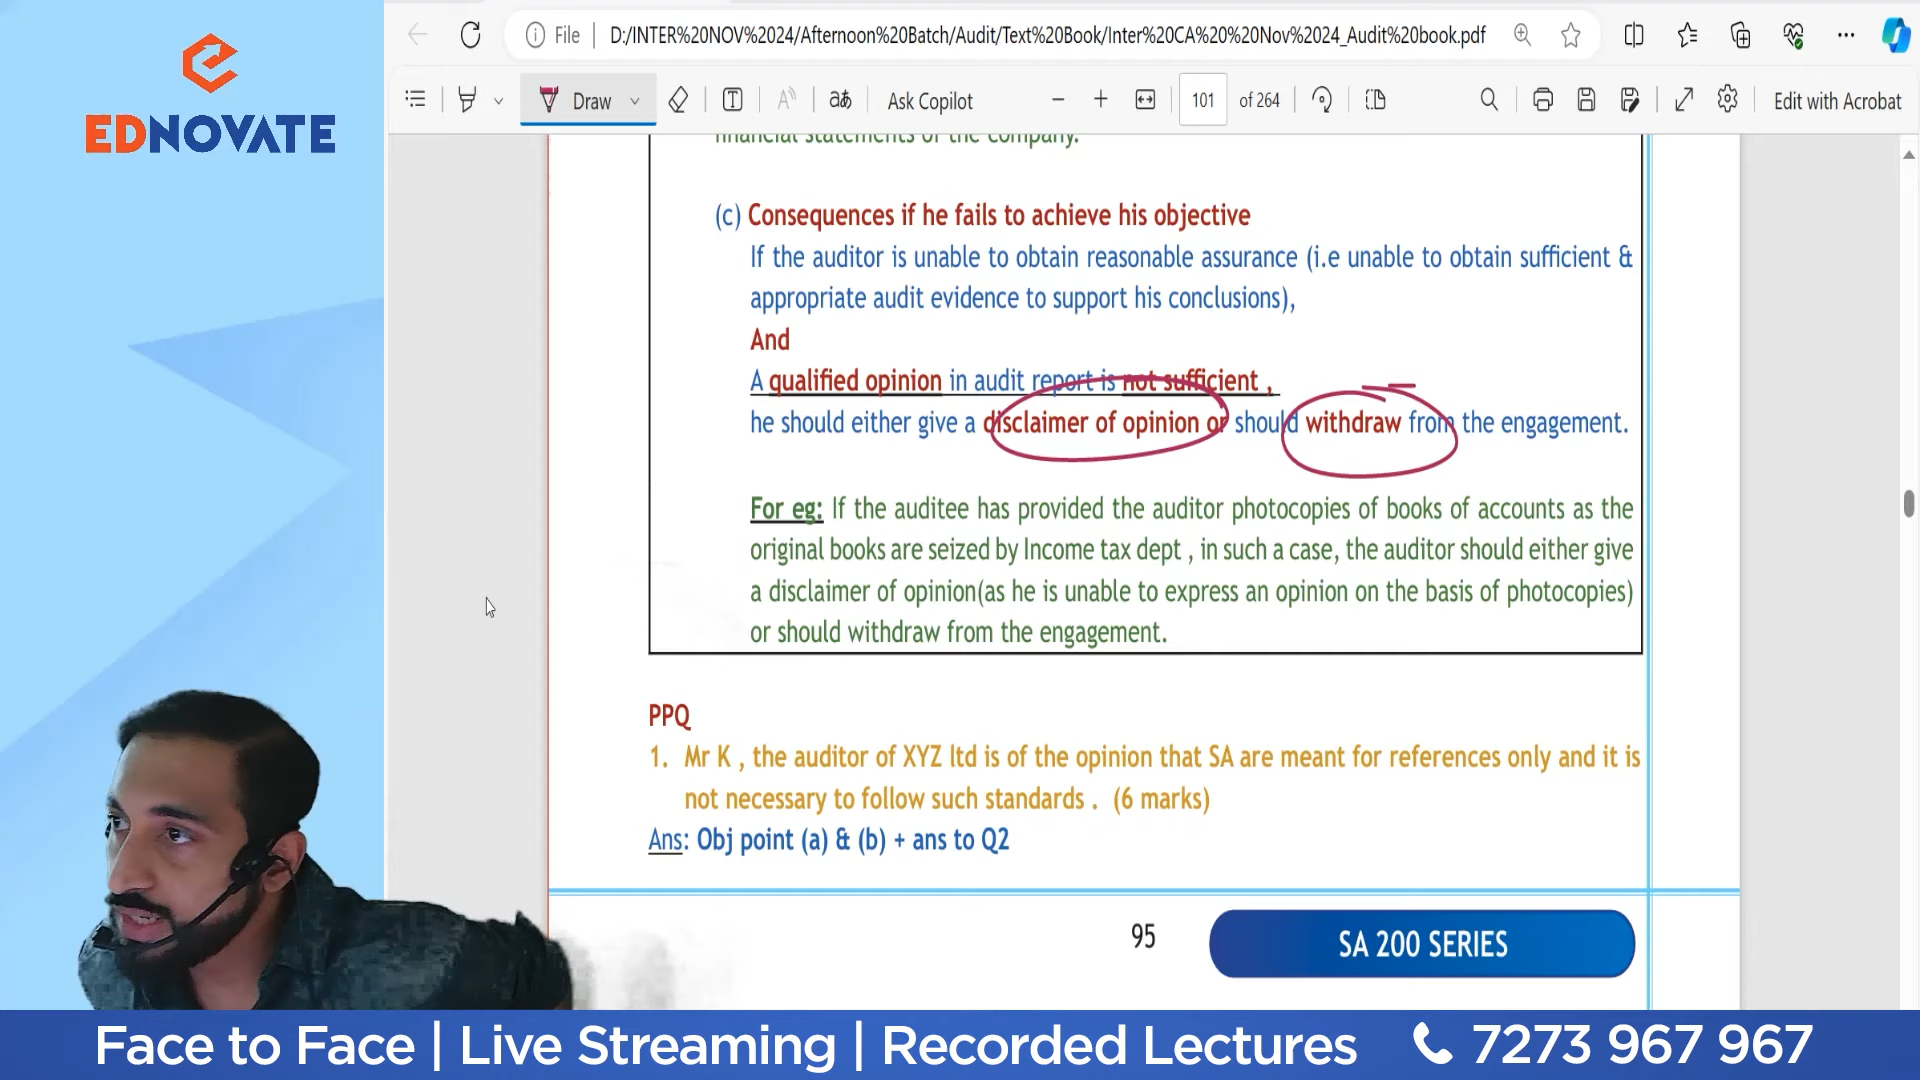 EDNOVATE
File
D:/INTER%20NOV%2024/Afternoon%20Batch/Audit/Text%20Book/Inter%20CA%20%20Nov%2024_Audit%20book.pdf
Draw
T
A
aあ
Ask Copilot
101 of 264
Edit with Acrobat
financial statements of the company.
(c) Consequences if he fails to achieve his objective
If the auditor is unable to obtain reasonable assurance (i.e unable to obtain sufficient &
appropriate audit evidence to support his conclusions),
And
A qualified opinion in audit report is not sufficient ,
he should either give a disclaimer of opinion or should withdraw from the engagement.
For eg: If the auditee has provided the auditor photocopies of books of accounts as the
original books are seized by Income tax dept , in such a case, the auditor should either give
a disclaimer of opinion(as he is unable to express an opinion on the basis of photocopies)
or should withdraw from the engagement.
PPQ
1. Mr K , the auditor of XYZ ltd is of the opinion that SA are meant for references only and it is
not necessary to follow such standards . (6 marks)
Ans: Obj point (a) & (b) + ans to Q2
95
SA 200 SERIES
Face to Face | Live Streaming | Recorded Lectures 7273 967 967